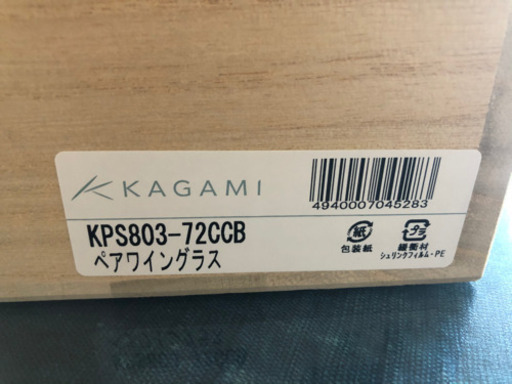 KAGAMI
4940007045283
KPS803-72CCB
ペアワイングラス
紙
包装紙
プラ
緩衝材
シュリンクフィルム・PE